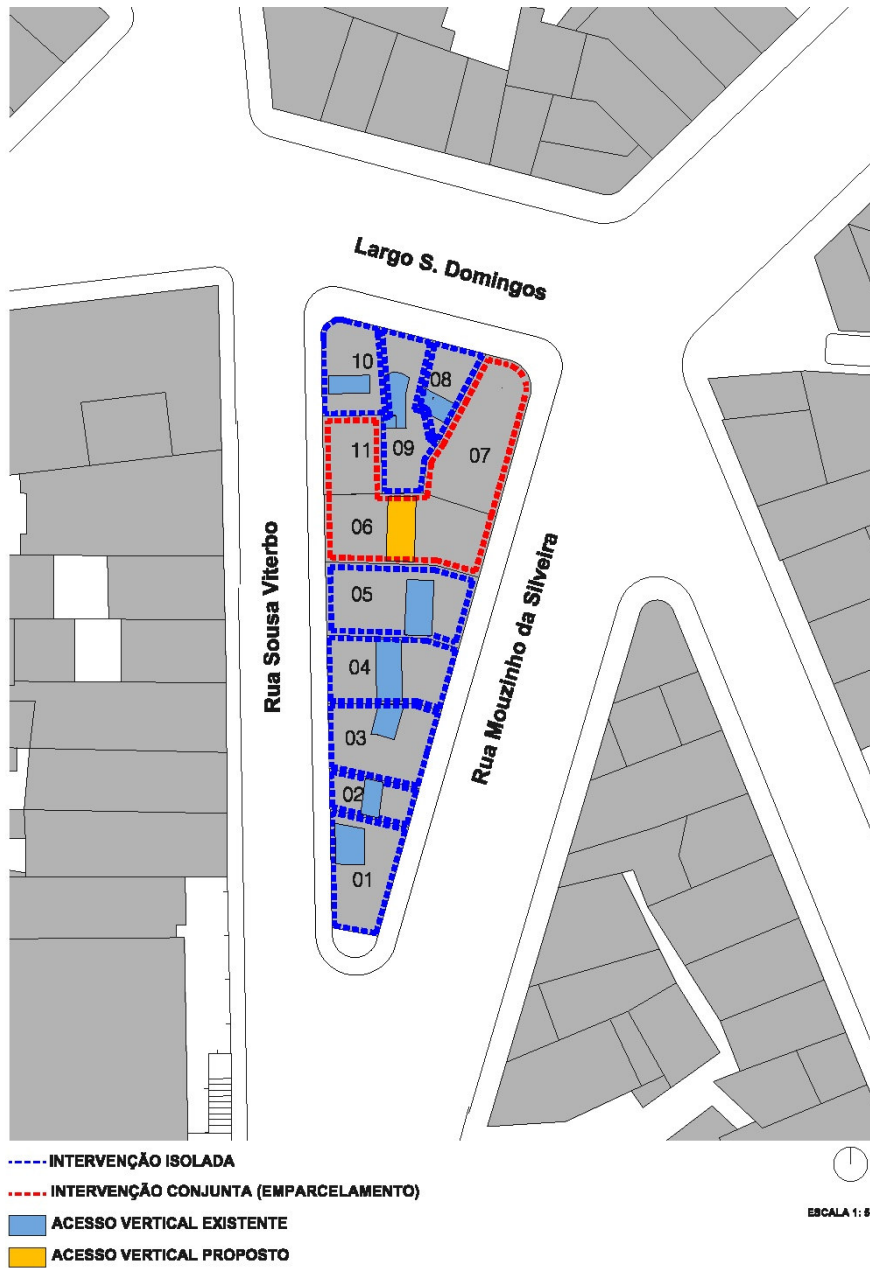 Largo S. Domingos
10
08
11
09
07
06
05
Rua Sousa Viterbo
Rua Mouzinho da Silveira
04
03
02
01
INTERVENÇÃO ISOLADA
INTERVENÇÃO CONJUNTA (EMPARCELAMENTO)
ACESSO VERTICAL EXISTENTE
ACESSO VERTICAL PROPOSTO
ESCALA 1: